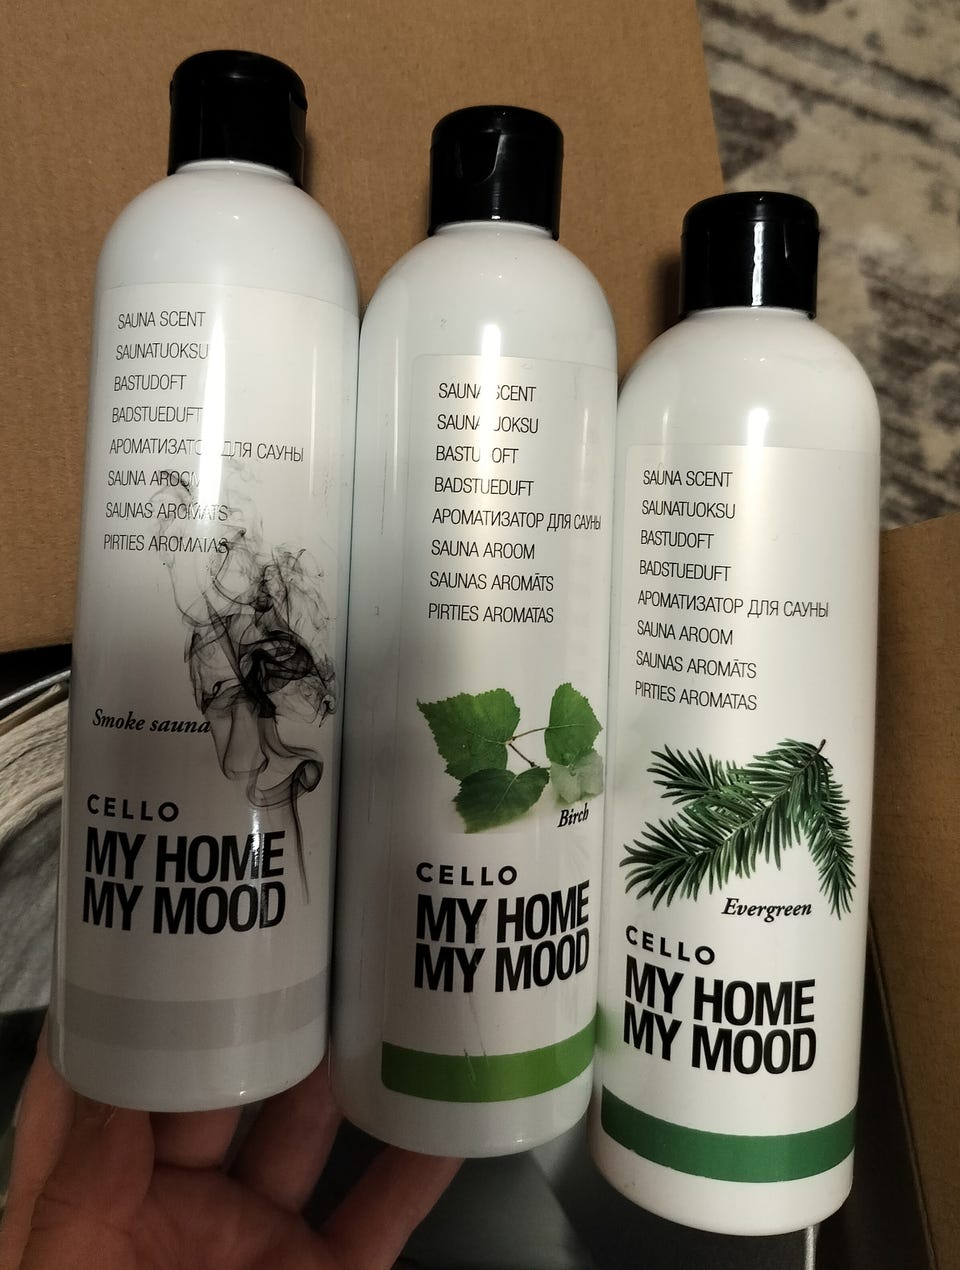 SAUNA SCENT
SAUNATUOKSU
BASTUDOFT
BADSTUEDUFT
АРОМАТИЗАТОР ДЛЯ САУНЫ
SAUNA AROOM
SAUNAS AROMĀTS
PIRTIES AROMATAS
Smoke sauna
CELLO
MY HOME
MY MOOD
SAUNA SCENT
SAUNATUOKSU
BASTUDOFT
BADSTUEDUFT
АРОМАТИЗАТОР ДЛЯ САУНЫ
SAUNA AROOM
SAUNAS AROMĀTS
PIRTIES AROMATAS
Birch
CELLO
MY HOME
MY MOOD
SAUNA SCENT
SAUNATUOKSU
BASTUDOFT
BADSTUEDUFT
АРОМАТИЗАТОР ДЛЯ САУНЫ
SAUNA AROOM
SAUNAS AROMĀTS
PIRTIES AROMATAS
Evergreen
CELLO
MY HOME
MY MOOD